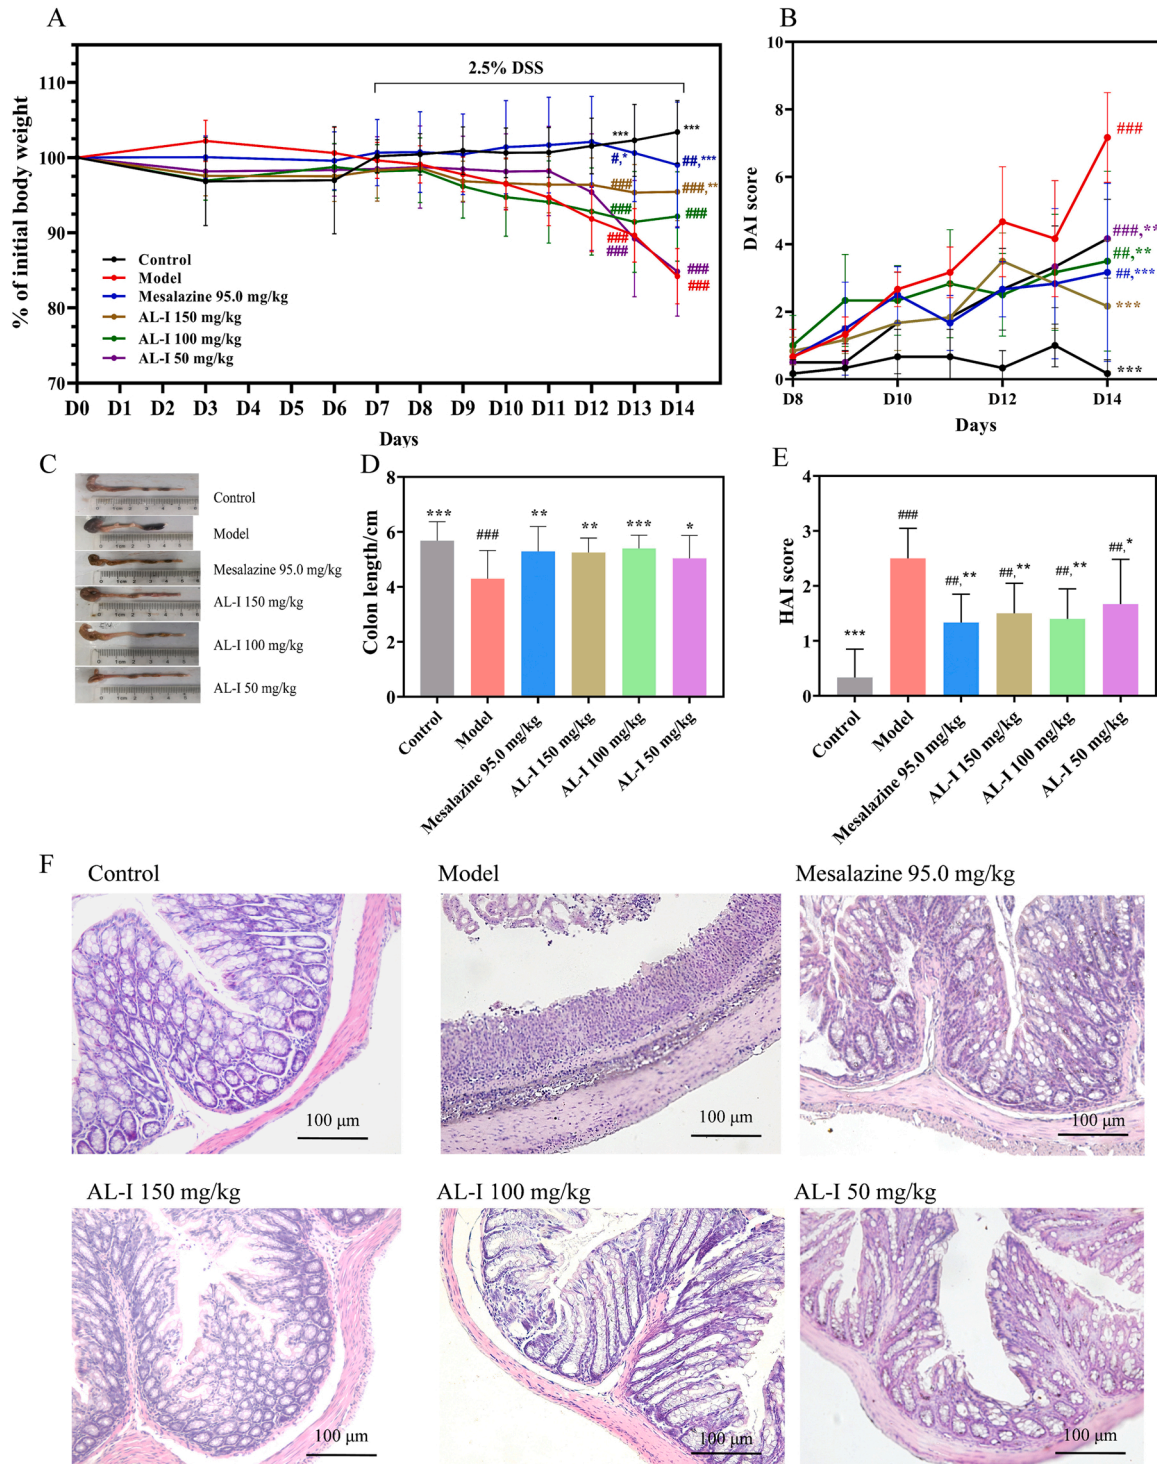 A
% of initial body weight
110
100
90
80
70
2.5% DSS
***
***
#,*
##,***
###
###,**
###
###
###
###
###
###
Control
Model
Mesalazine 95.0 mg/kg
AL-I 150 mg/kg
AL-I 100 mg/kg
AL-I 50 mg/kg
D0 D1 D2 D3 D4 D5 D6 D7 D8 D9 D10 D11 D12 D13 D14
Days
B
DAI score
10
8
6
4
2
0
###
###,**
##,**
##,***
***
***
D8 D10 D12 D14
Days
C
Control
Model
Mesalazine 95.0 mg/kg
AL-I 150 mg/kg
AL-I 100 mg/kg
AL-I 50 mg/kg
D
Colon length/cm
8
6
4
2
0
***
###
**
**
***
*
Control
Model
Mesalazine 95.0 mg/kg
AL-I 150 mg/kg
AL-I 100 mg/kg
AL-I 50 mg/kg
E
HAI score
4
3
2
1
0
***
###
##,**
##,**
##,**
##,*
Control
Model
Mesalazine 95.0 mg/kg
AL-I 150 mg/kg
AL-I 100 mg/kg
AL-I 50 mg/kg
F
Control
Model
Mesalazine 95.0 mg/kg
100 μm
100 μm
100 μm
AL-I 150 mg/kg
AL-I 100 mg/kg
AL-I 50 mg/kg
100 μm
100 μm
100 μm